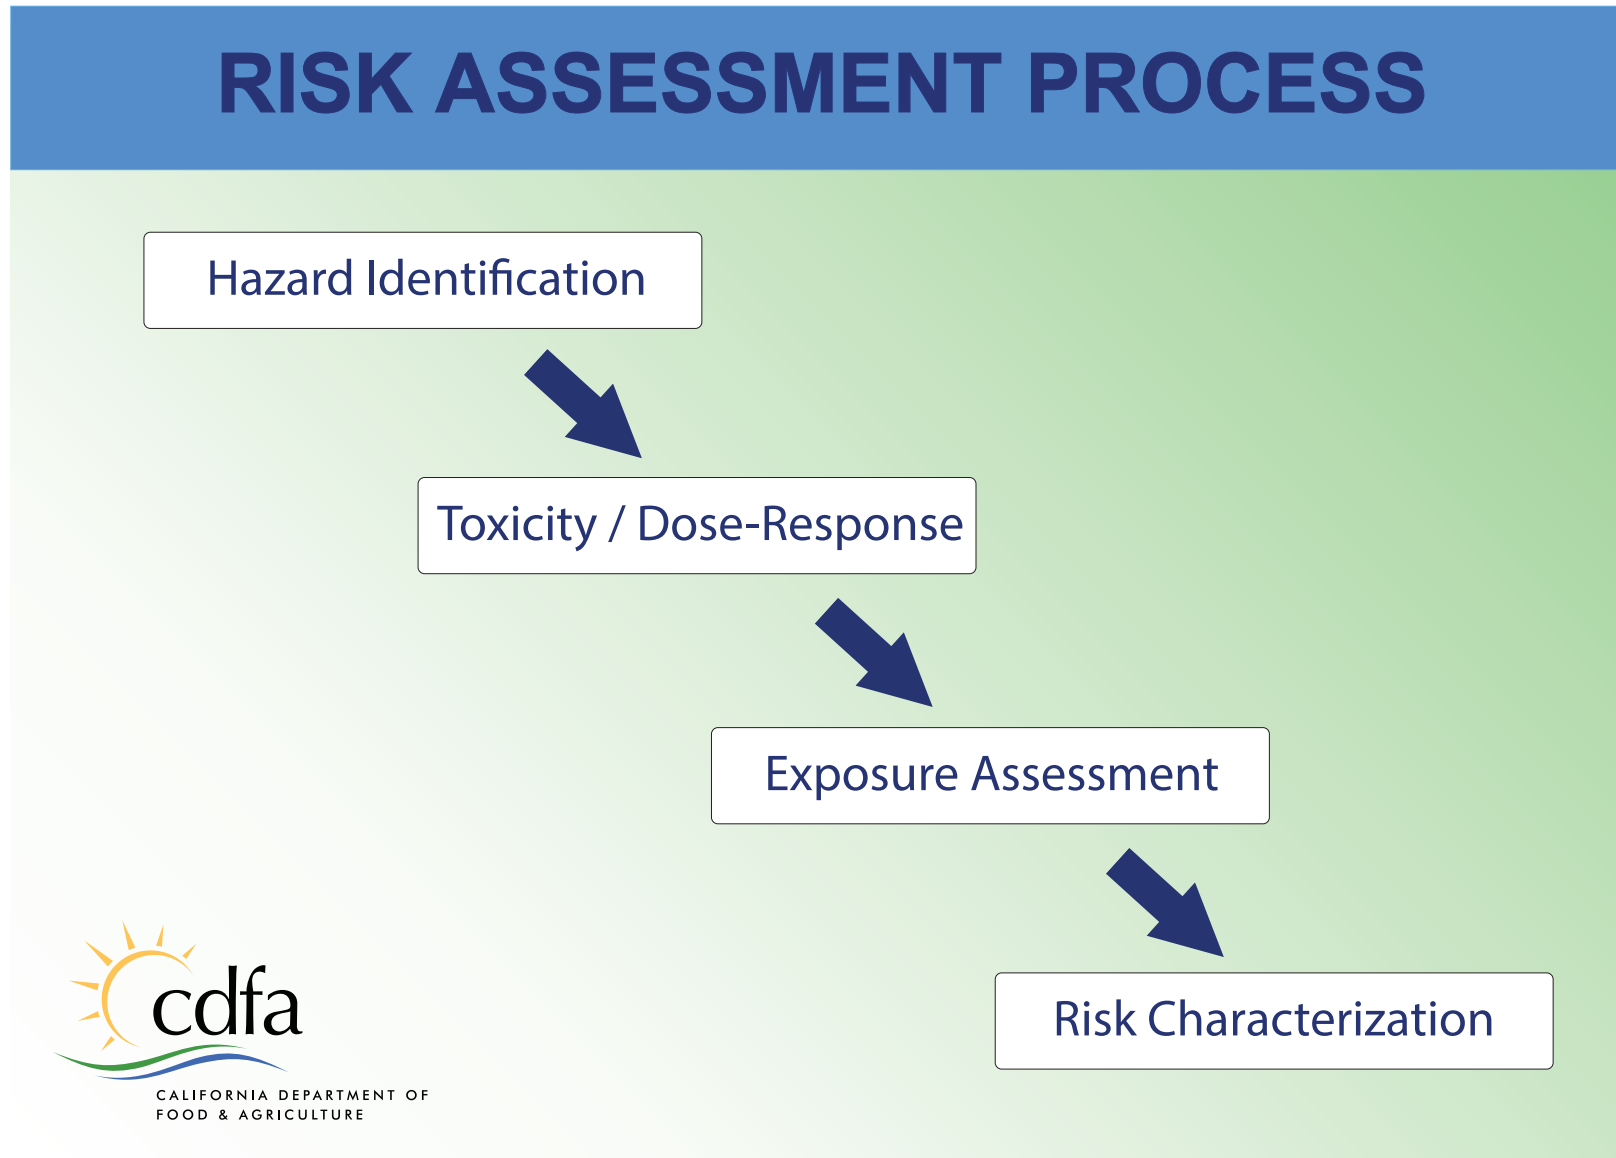 RISK ASSESSMENT PROCESS
Hazard Identification
Toxicity / Dose-Response
Exposure Assessment
Risk Characterization
cdfa
CALIFORNIA DEPARTMENT OF
FOOD & AGRICULTURE